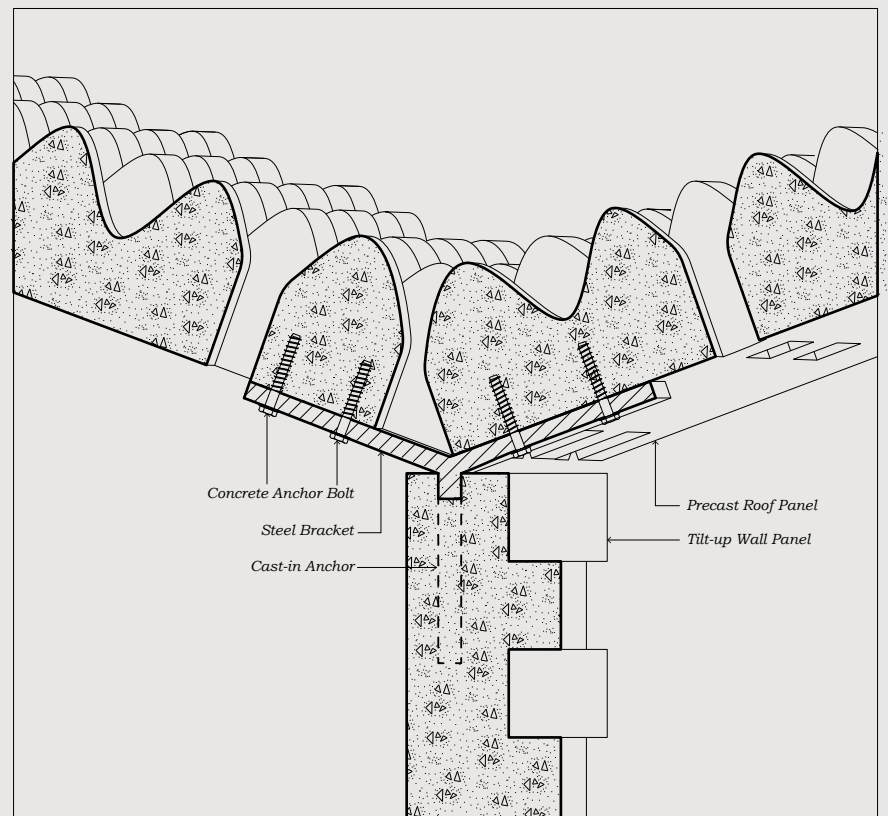 Concrete Anchor Bolt
Steel Bracket
Cast-in Anchor
Precast Roof Panel
Tilt-up Wall Panel